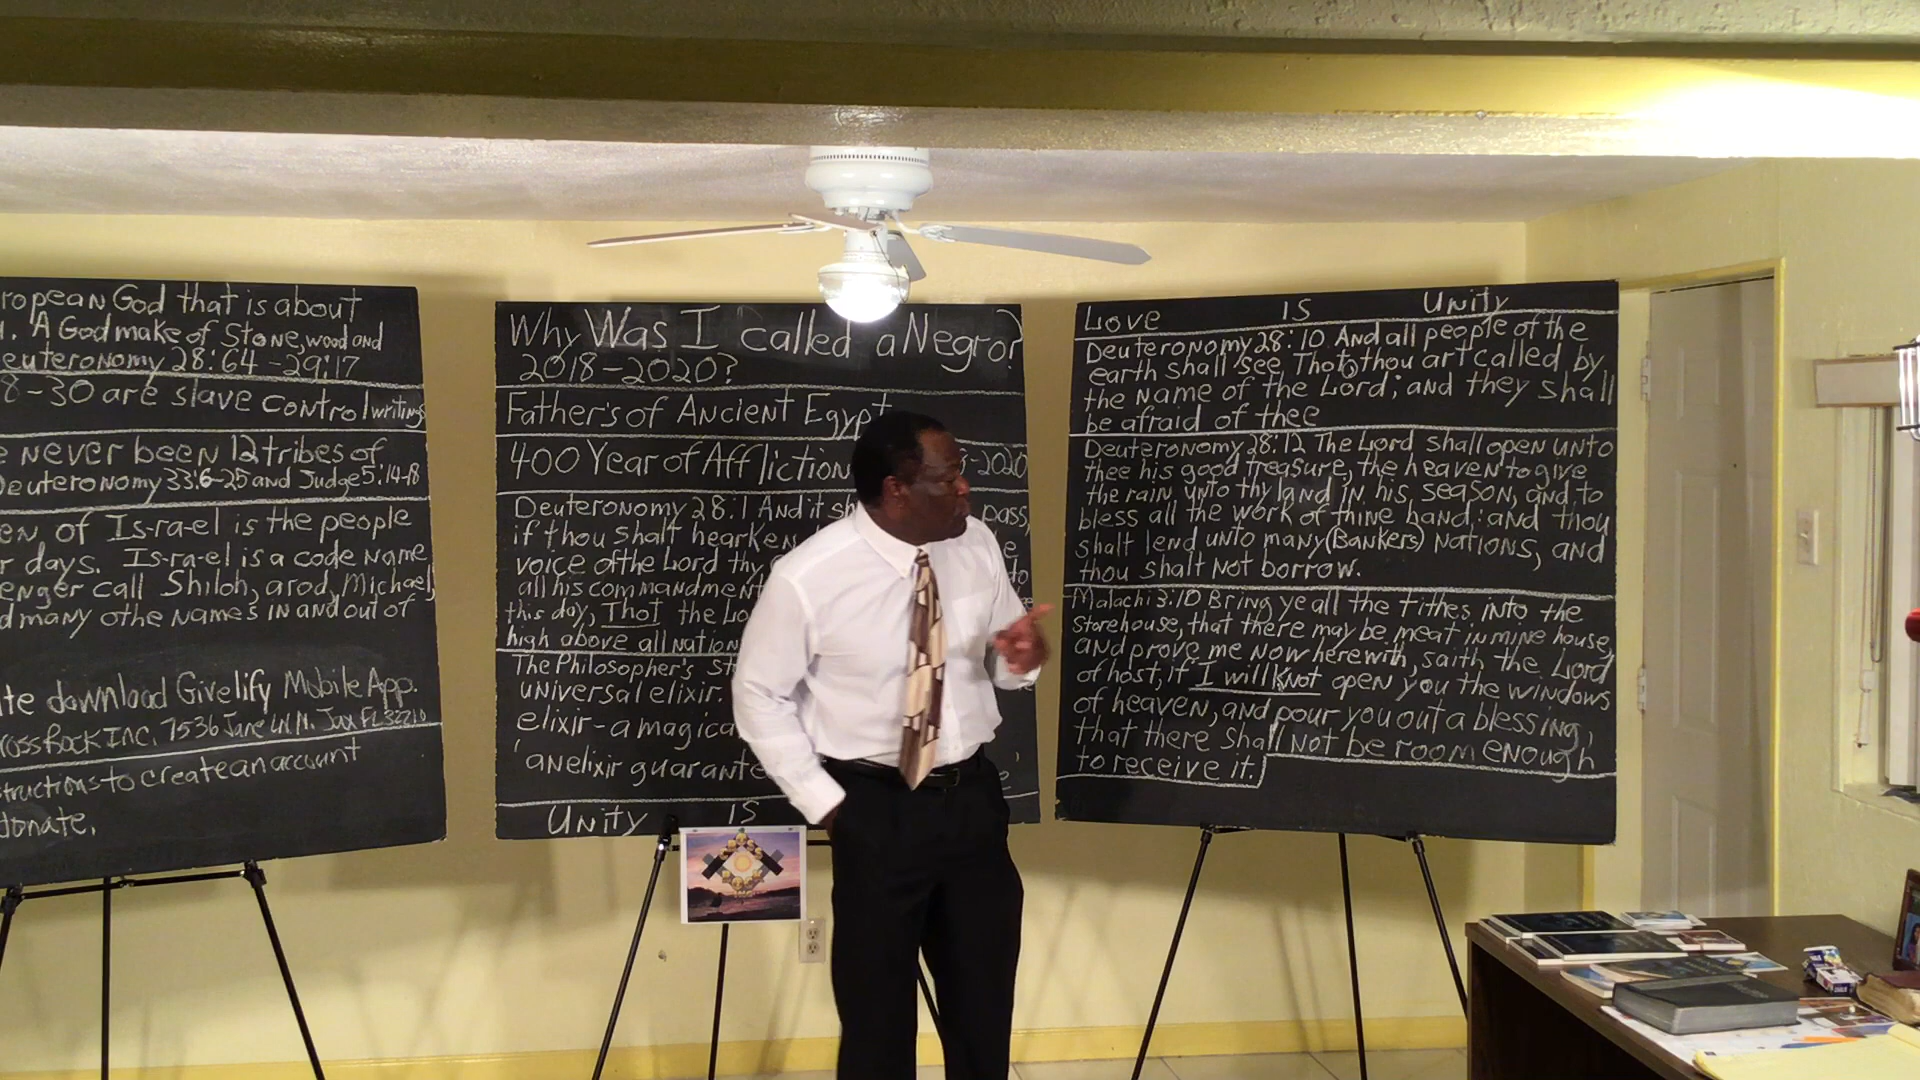 ropean God that is about
A God make of Stone, wood and
euteronomy 28:64-29:17
8-30 are slave control writings
e never been 12 tribes of
Deuteronomy 33:6-25 and Judge 5:14-18
en of Is-ra-el is the people
r days. Is-ra-el is a code name
enger call Shiloh, arod, Michael,
d many othe names in and out of
te download Givelify Mobile App.
ross Rock Inc. 7536 Jane Ln N. Jax FL 32210
tructions to create an account
donate.
Why Was I called a Negro?
2018-2020?
Father's of Ancient Egypt
400 Year of Affliction -2020
Deuteronomy 28:1 And it sh pass,
if thou shalt hearken
voice of the Lord thy
all his commandment to
this day, Thot the Lo
high above all nation
The Philosopher's St
universal elixir.
elixir-a magica
'an elixir guarante
Unity IS
Love IS Unity
Deuteronomy 28:10 And all people of the
earth shall see Thot thou art called by
the name of the Lord; and they shall
be afraid of thee
Deuteronomy 28:12 The Lord shall open unto
thee his good treasure, the heaven to give
the rain unto thy land in his season, and to
bless all the work of thine hand: and thou
shalt lend unto many (Bankers) nations, and
thou shalt not borrow.
Malachi 3:10 Bring ye all the tithes into the
storehouse, that there may be meat in mine house,
and prove me now herewith, saith the Lord
of host, if I will knot open you the windows
of heaven, and pour you out a blessing,
that there shall not be room enough
to receive it.